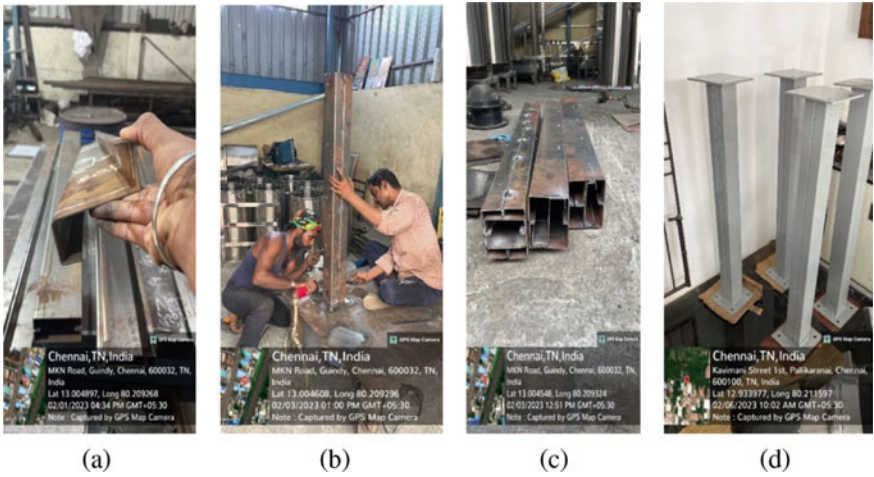 GPS Map Camera
Chennai,TN,India
MKN Road, Guindy, Chennai, 600032, TN,
India
Lat 13.004897, Long 80.209268
02/01/2023 04:34 PM GMT+05:30
Note : Captured by GPS Map Camera
(a)
GPS Map Camera
Chennai,TN,India
MKN Road, Guindy, Chennai, 600032, TN,
India
Lat 13.004608, Long 80.209296
02/03/2023 01:00 PM GMT+05:30
Note : Captured by GPS Map Camera
(b)
GPS Map Camera
Chennai,TN,India
MKN Road, Guindy, Chennai, 600032, TN,
India
Lat 13.004548, Long 80.209324
02/03/2023 12:51 PM GMT+05:30
Note : Captured by GPS Map Camera
(c)
GPS Map Camera
Chennai,TN,India
Kavimani Street 1st, Pallikaranai, Chennai,
600100, TN, India
Lat 12.933977, Long 80.211597
02/06/2023 10:02 AM GMT+05:30
Note : Captured by GPS Map Camera
(d)